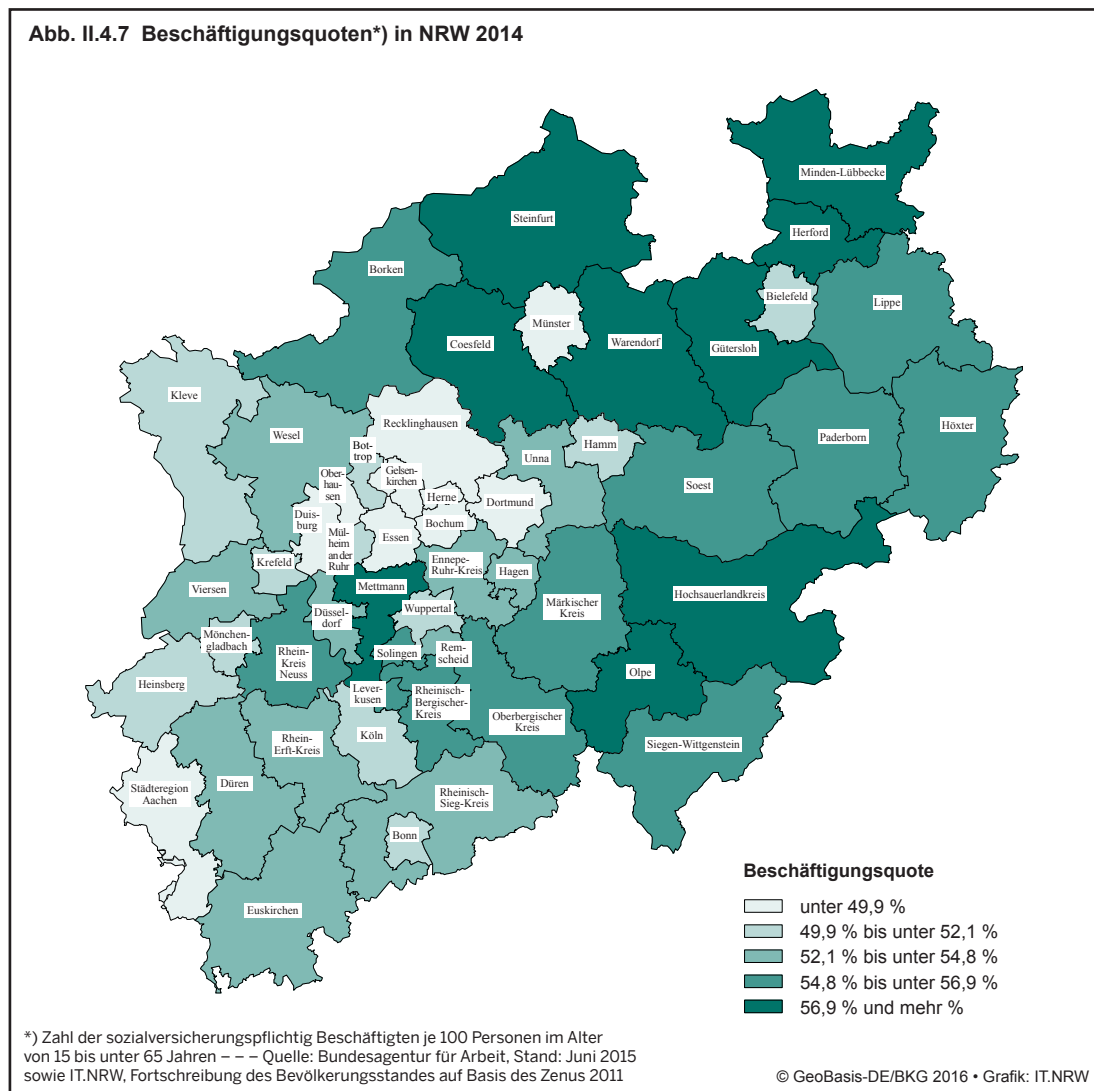 Abb. II.4.7 Beschäftigungsquoten*) in NRW 2014
Minden-Lübbecke
Steinfurt
Herford
Borken
Bielefeld
Lippe
Münster
Coesfeld
Warendorf
Gütersloh
Kleve
Recklinghausen
Wesel
Bot-
trop
Unna
Hamm
Paderborn
Höxter
Ober-
hau-
sen
Gelsen-
kirchen
Soest
Herne
Dortmund
Duis-
burg
Bochum
Mülheim
an der
Ruhr
Essen
Krefeld
Ennepe-
Ruhr-Kreis
Hagen
Viersen
Mettmann
Hochsauerlandkreis
Düssel-
dorf
Wuppertal
Märkischer
Kreis
Mönchen-
gladbach
Rhein-
Kreis
Neuss
Solingen
Rem-
scheid
Heinsberg
Olpe
Lever-
kusen
Rheinisch-
Bergischer-
Kreis
Oberbergischer
Kreis
Köln
Siegen-Wittgenstein
Rhein-
Erft-Kreis
Städteregion
Aachen
Düren
Rheinisch-
Sieg-Kreis
Bonn
Euskirchen
Beschäftigungsquote
unter 49,9 %
49,9 % bis unter 52,1 %
52,1 % bis unter 54,8 %
54,8 % bis unter 56,9 %
56,9 % und mehr %
*) Zahl der sozialversicherungspflichtig Beschäftigten je 100 Personen im Alter
von 15 bis unter 65 Jahren – – – Quelle: Bundesagentur für Arbeit, Stand: Juni 2015
sowie IT.NRW, Fortschreibung des Bevölkerungsstandes auf Basis des Zenus 2011
© GeoBasis-DE/BKG 2016 • Grafik: IT.NRW